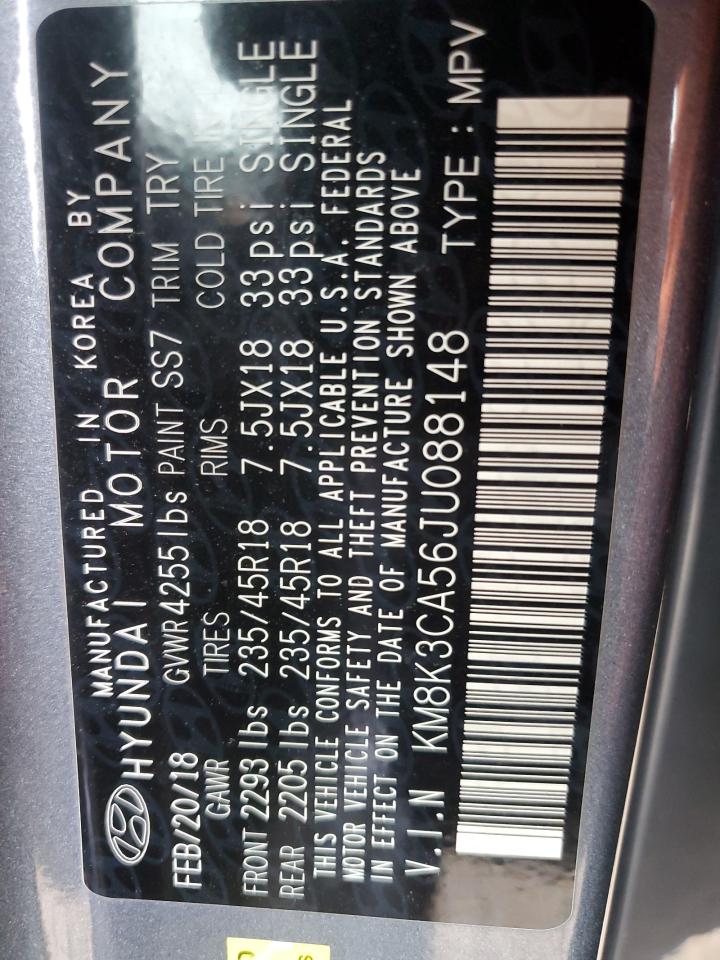 MANUFACTURED IN KOREA BY
HYUNDAI MOTOR COMPANY
FEB/20/18 GVWR 4255 lbs PAINT SS7 TRIM TRY
GAWR TIRES RIMS COLD TIRE
FRONT 2293 lbs 235/45R18 7.5JX18 33 psi SINGLE
REAR 2205 lbs 235/45R18 7.5JX18 33 psi SINGLE
THIS VEHICLE CONFORMS TO ALL APPLICABLE U.S.A. FEDERAL
MOTOR VEHICLE SAFETY AND THEFT PREVENTION STANDARDS
IN EFFECT ON THE DATE OF MANUFACTURE SHOWN ABOVE
V.I.N KM8K3CA56JU088148 TYPE : MPV